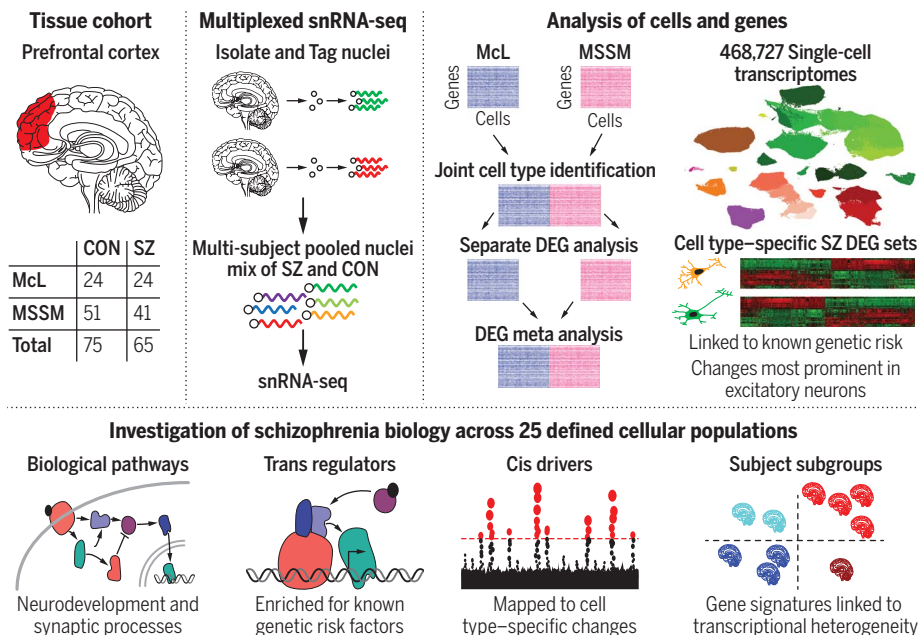 Tissue cohort
Prefrontal cortex
CON SZ
McL 24 24
MSSM 51 41
Total 75 65
Multiplexed snRNA-seq
Isolate and Tag nuclei
Multi-subject pooled nuclei
mix of SZ and CON
snRNA-seq
Analysis of cells and genes
McL MSSM
Genes Genes
Cells Cells
Joint cell type identification
Separate DEG analysis
DEG meta analysis
468,727 Single-cell
transcriptomes
Cell type–specific SZ DEG sets
Linked to known genetic risk
Changes most prominent in
excitatory neurons
Investigation of schizophrenia biology across 25 defined cellular populations
Biological pathways
Neurodevelopment and
synaptic processes
Trans regulators
Enriched for known
genetic risk factors
Cis drivers
Mapped to cell
type–specific changes
Subject subgroups
Gene signatures linked to
transcriptional heterogeneity